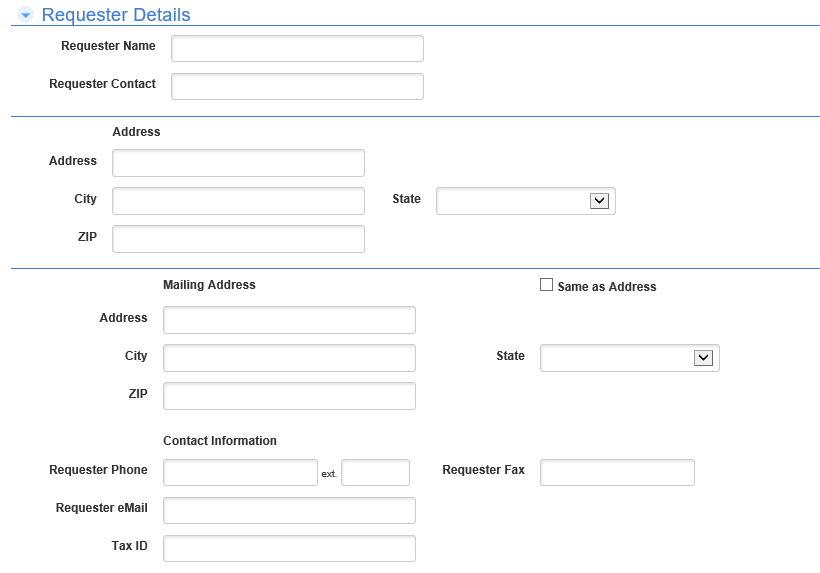 Requester Details
Requester Name
Requester Contact
Address
Address
City State
ZIP
Mailing Address Same as Address
Address
City State
ZIP
Contact Information
Requester Phone ext. Requester Fax
Requester eMail
Tax ID